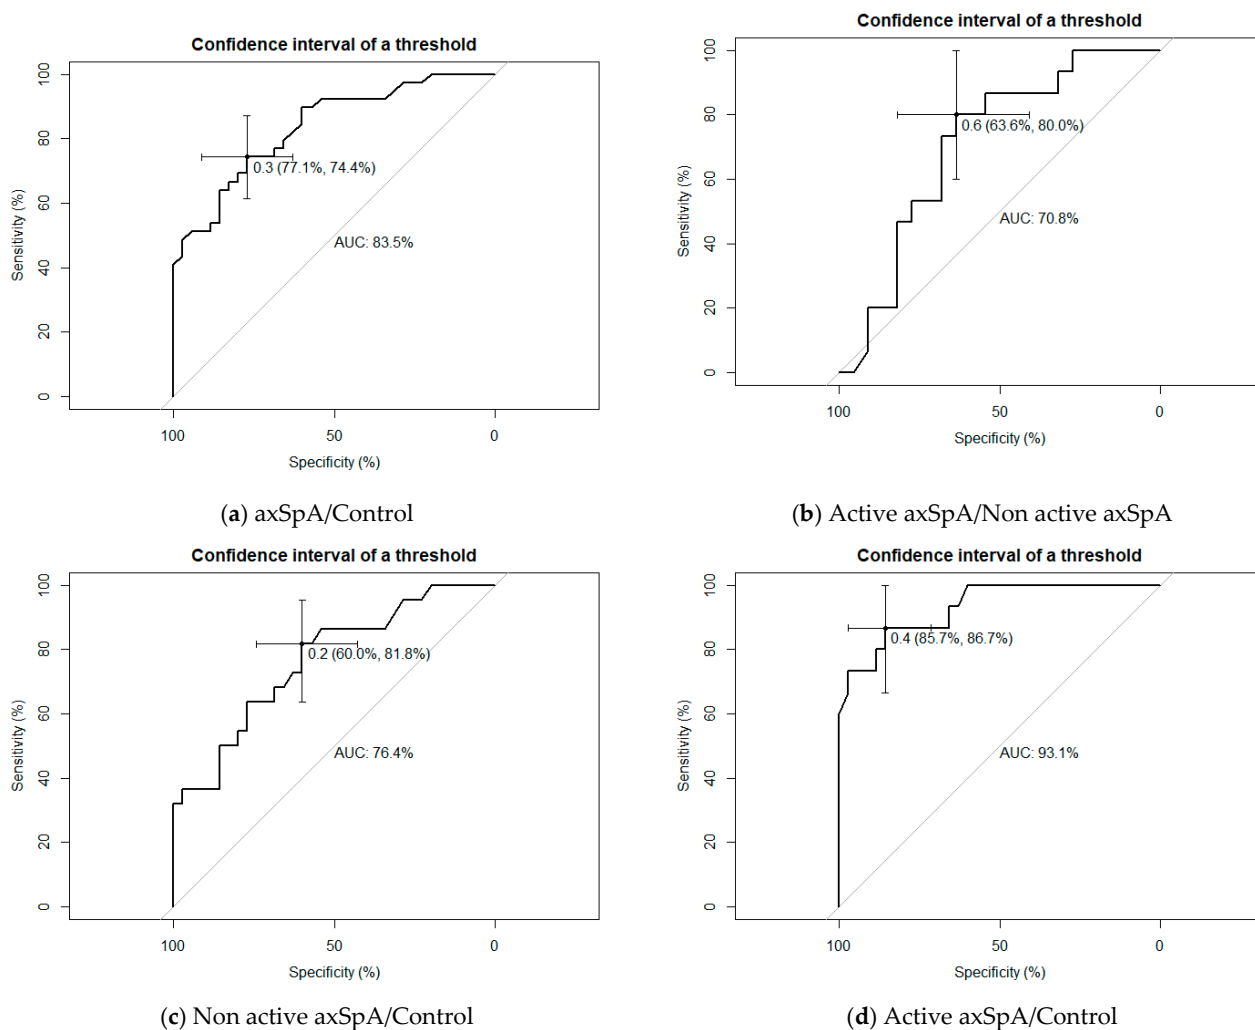 Confidence interval of a threshold
Sensitivity (%)
100
80
60
40
20
0
0.3 (77.1%, 74.4%)
AUC: 83.5%
100
50
0
Specificity (%)
(a) axSpA/Control
Confidence interval of a threshold
Sensitivity (%)
100
80
60
40
20
0
0.6 (63.6%, 80.0%)
AUC: 70.8%
100
50
0
Specificity (%)
(b) Active axSpA/Non active axSpA
Confidence interval of a threshold
Sensitivity (%)
100
80
60
40
20
0
0.2 (60.0%, 81.8%)
AUC: 76.4%
100
50
0
Specificity (%)
(c) Non active axSpA/Control
Confidence interval of a threshold
Sensitivity (%)
100
80
60
40
20
0
0.4 (85.7%, 86.7%)
AUC: 93.1%
100
50
0
Specificity (%)
(d) Active axSpA/Control